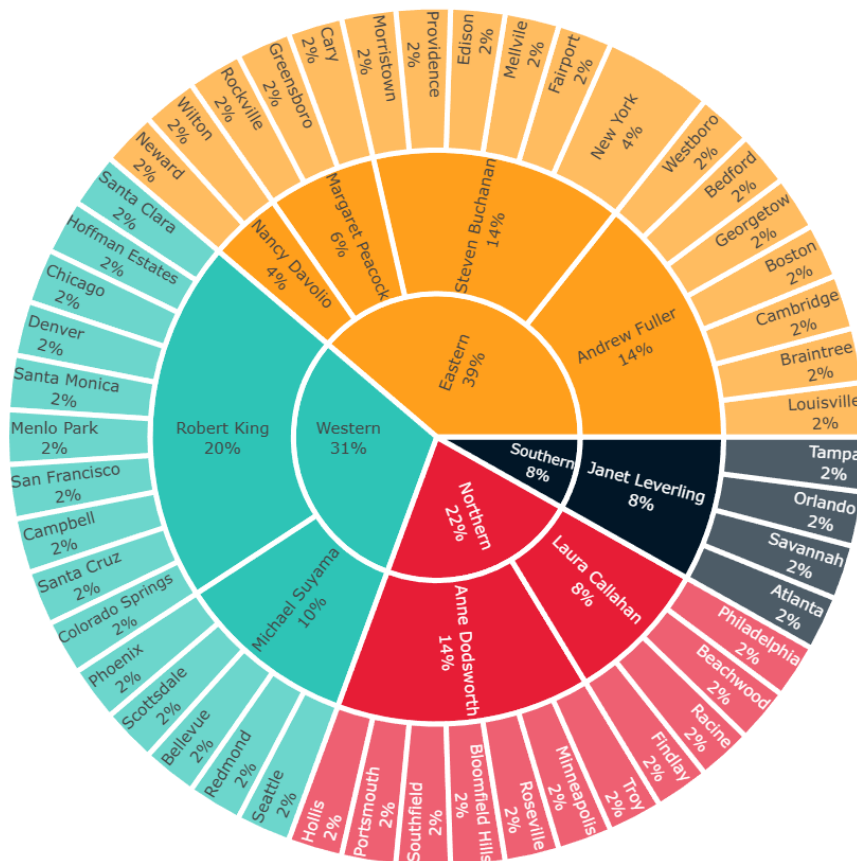 Eastern
39%
Andrew Fuller
14%
Louisville
2%
Braintree
2%
Cambridge
2%
Boston
2%
Georgetow
2%
Bedford
2%
Westboro
2%
Steven Buchanan
14%
New York
4%
Fairport
2%
Mellvile
2%
Edison
2%
Providence
2%
Morristown
2%
Margaret Peacock
6%
Cary
2%
Greensboro
2%
Rockville
2%
Nancy Davolio
4%
Wilton
2%
Neward
2%
Western
31%
Robert King
20%
Santa Clara
2%
Hoffman Estates
2%
Chicago
2%
Denver
2%
Santa Monica
2%
Menlo Park
2%
San Francisco
2%
Campbell
2%
Santa Cruz
2%
Colorado Springs
2%
Michael Suyama
10%
Phoenix
2%
Scottsdale
2%
Bellevue
2%
Redmond
2%
Seattle
2%
Northern
22%
Anne Dodsworth
14%
Hollis
2%
Portsmouth
2%
Southfield
2%
Bloomfield Hills
2%
Roseville
2%
Minneapolis
2%
Troy
2%
Laura Callahan
8%
Findlay
2%
Racine
2%
Beachwood
2%
Philadelphia
2%
Southern
8%
Janet Leverling
8%
Atlanta
2%
Savannah
2%
Orlando
2%
Tampa
2%